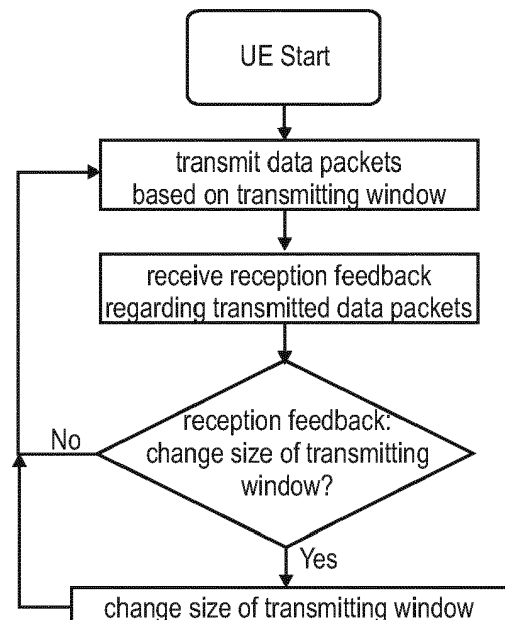 UE Start
transmit data packets
based on transmitting window
receive reception feedback
regarding transmitted data packets
reception feedback:
change size of transmitting
window?
No
Yes
change size of transmitting window